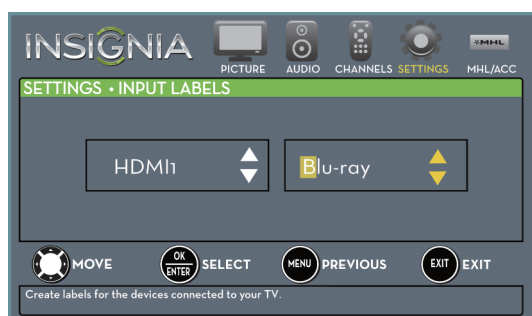 INSIGNIA
PICTURE AUDIO CHANNELS SETTINGS MHL MHL/ACC
SETTINGS • INPUT LABELS
HDMI1 Blu-ray
MOVE OK ENTER SELECT MENU PREVIOUS EXIT EXIT
Create labels for the devices connected to your TV.